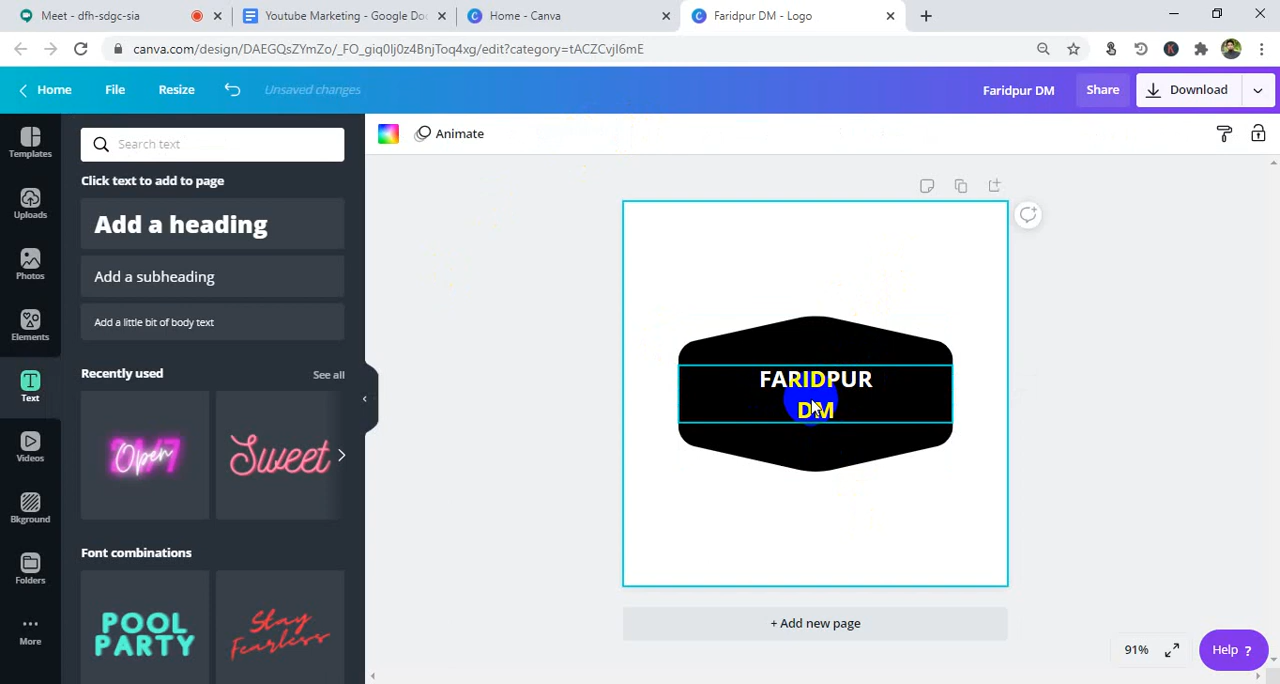 Meet - dfh-sdgc-sia
Youtube Marketing - Google Doc
Home - Canva
Faridpur DM - Logo
canva.com/design/DAEGQsZYmZo/_FO_giq0Ij0z4BnjToq4xg/edit?category=tACZCvjI6mE
Home
File
Resize
Unsaved changes
Faridpur DM
Share
Download
Templates
Uploads
Photos
Elements
Text
Videos
Bkground
Folders
More
Search text
Click text to add to page
Add a heading
Add a subheading
Add a little bit of body text
Recently used
See all
Open
Sweet
Font combinations
POOL
PARTY
Stay
Fearless
Animate
FARIDPUR
DM
+ Add new page
91%
Help ?